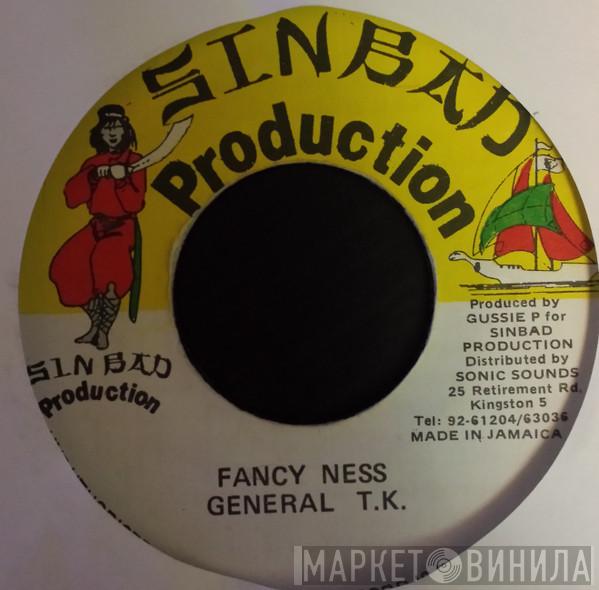 SINBAD
Production
SINBAD
Production
Produced by
GUSSIE P for
SINBAD
PRODUCTION
Distributed by
SONIC SOUNDS
25 Retirement Rd.
Kingston 5
Tel: 92-61204/63036
MADE IN JAMAICA
FANCY NESS
GENERAL T.K.
МАРКЕТ ВИНИЛА